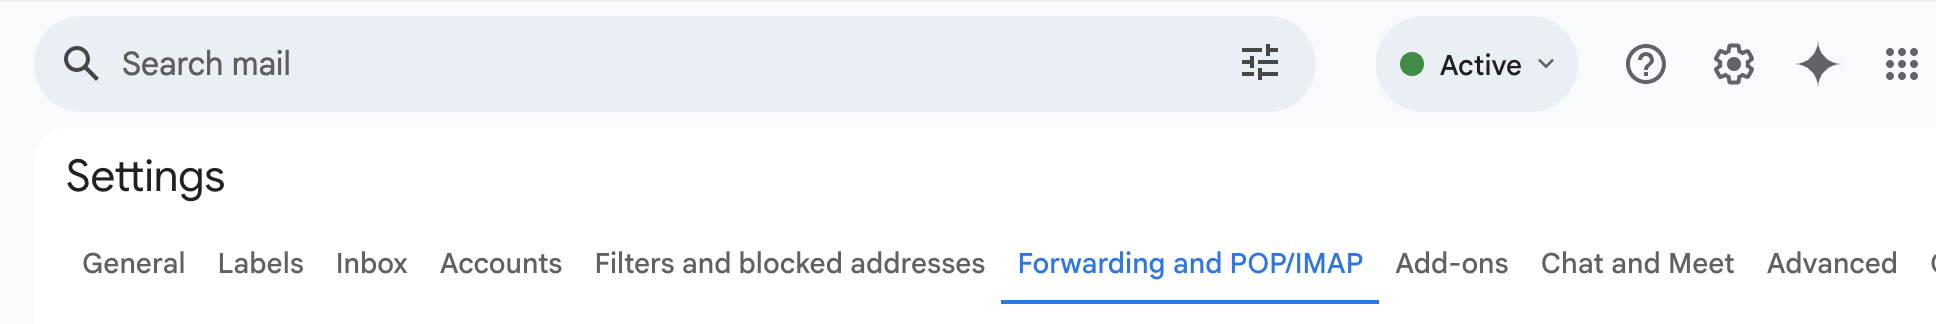 Search mail
Active
Settings
General Labels Inbox Accounts Filters and blocked addresses Forwarding and POP/IMAP Add-ons Chat and Meet Advanced